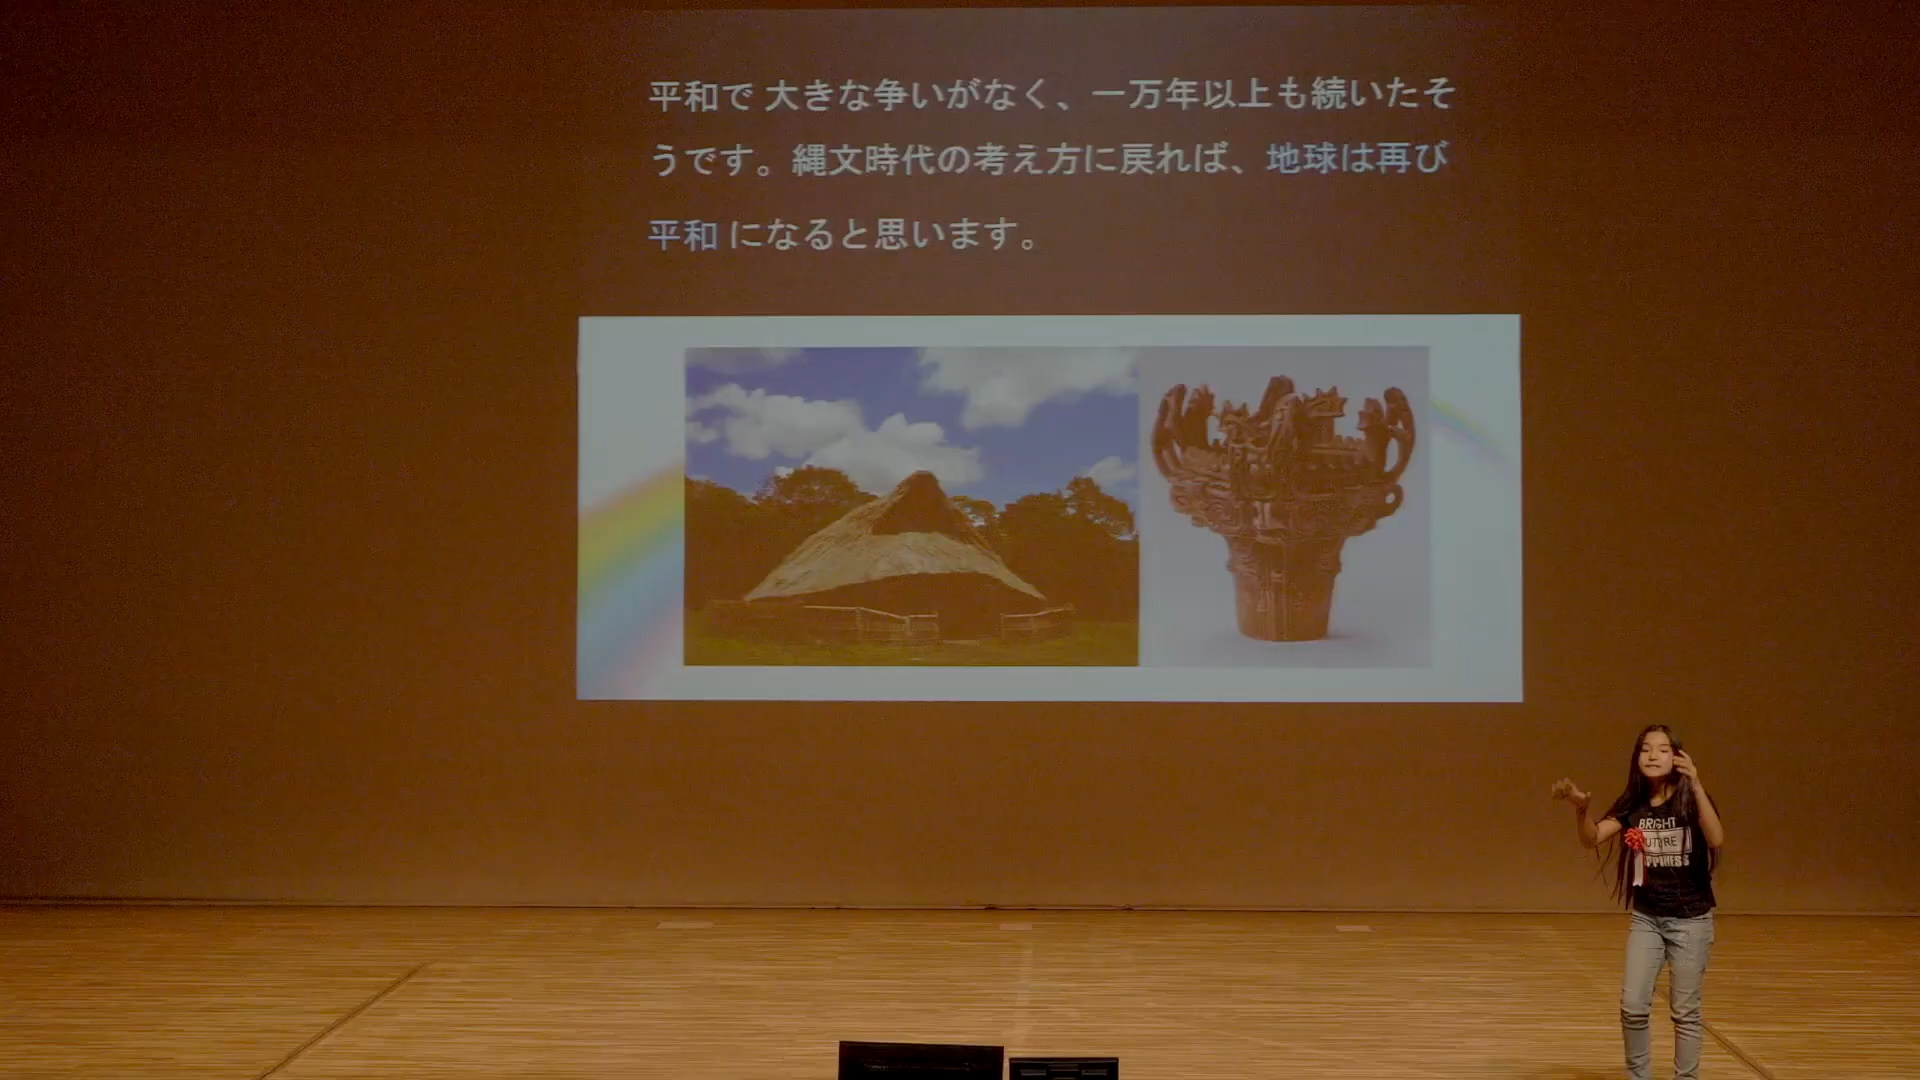 平和で 大きな争いがなく、一万年以上も続いたそ
うです。縄文時代の考え方に戻れば、地球は再び
平和 になると思います。
BRIGHT